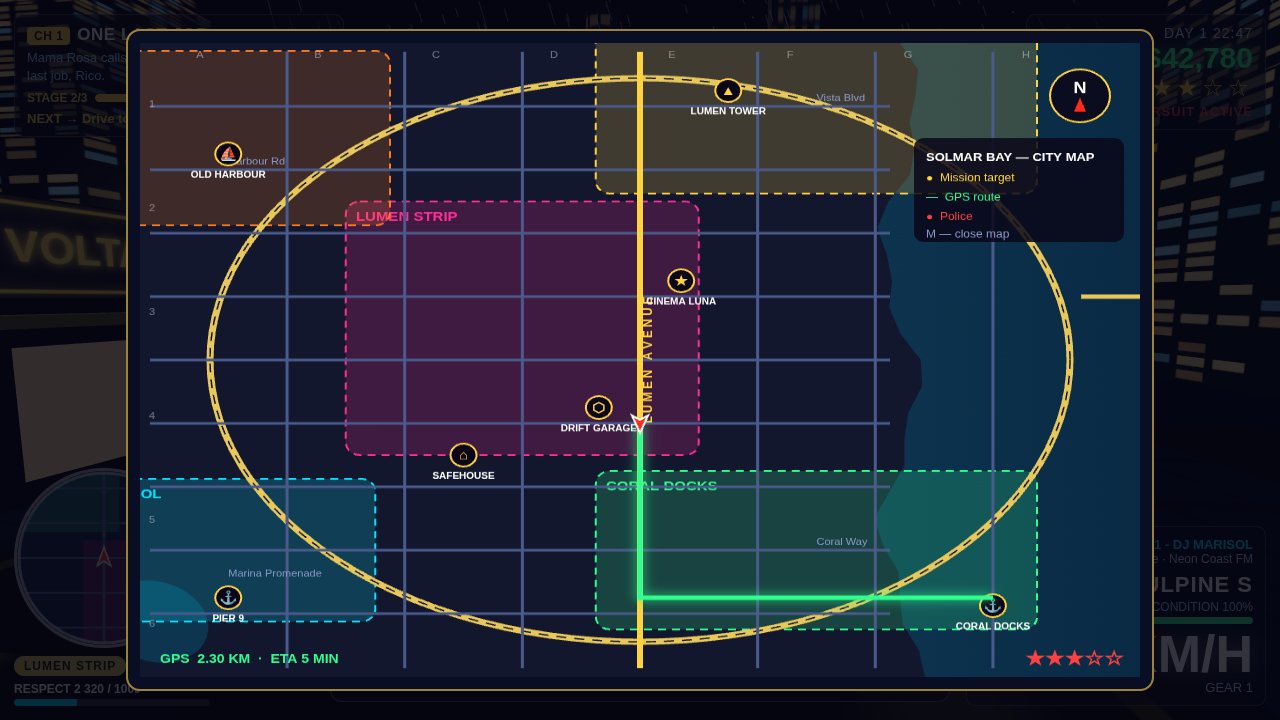 CH 1 ONE L
Mama Rosa calls
last job, Rico.
STAGE 2/3
NEXT → Drive to
DAY 1 22:47
$42,780
PURSUIT ACTIVE
VOLTA
A B C D E F G H
1
2
3
4
5
6
N
SOLMAR BAY — CITY MAP
Mission target
GPS route
Police
M — close map
LUMEN TOWER
Vista Blvd
arbour Rd
OLD HARBOUR
LUMEN STRIP
CINEMA LUNA
LUMEN AVENUE
DRIFT GARAGE
SAFEHOUSE
OL
CORAL DOCKS
Coral Way
Marina Promenade
PIER 9
CORAL DOCKS
GPS 2.30 KM · ETA 5 MIN
LUMEN STRIP
RESPECT 2 320 / 100
1 - DJ MARISOL
e · Neon Coast FM
ULPINE S
CONDITION 100%
KM/H
GEAR 1